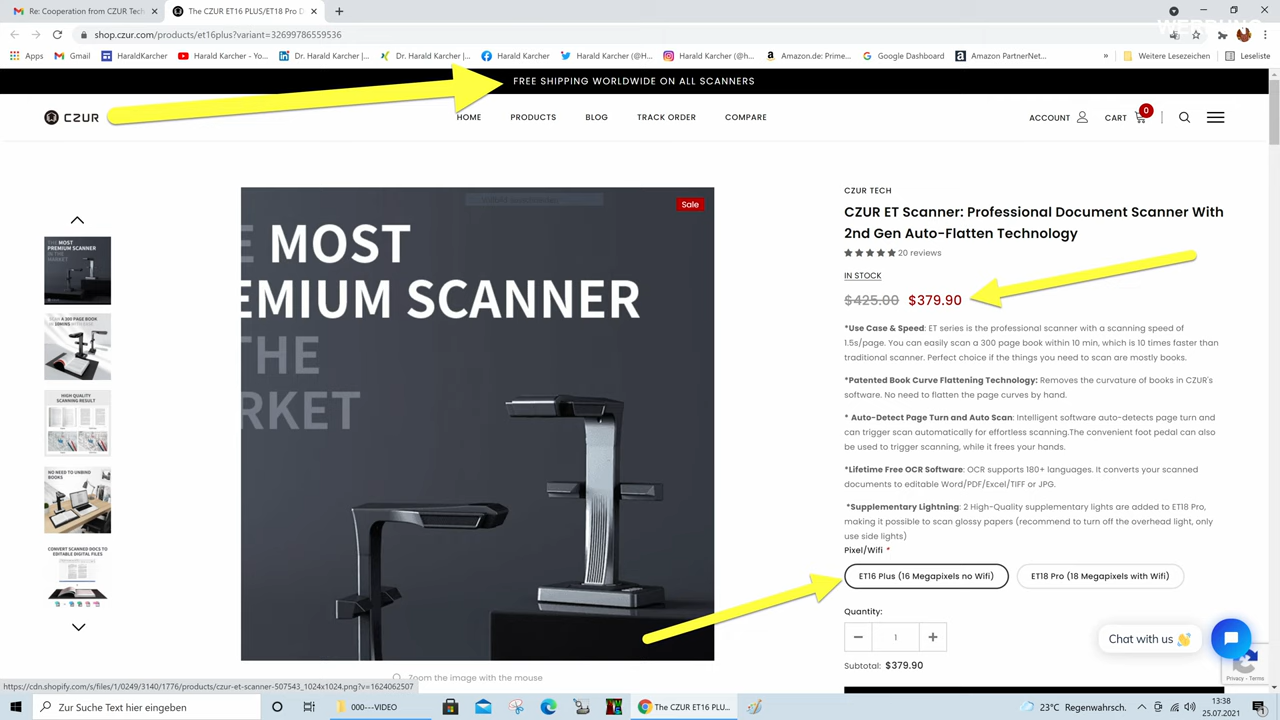 Re: Cooperation from CZUR Tech
The CZUR ET16 PLUS/ET18 Pro D
WERBUNG
shop.czur.com/products/et16plus?variant=32699786559536
Apps
Gmail
Harald Karcher
Harald Karcher - Yo...
Dr. Harald Karcher |...
Dr. Harald Karcher |...
Harald Karcher
Harald Karcher (@H...
Harald Karcher (@h...
Amazon.de: Prime...
Google Dashboard
Amazon PartnerNet...
»
Weitere Lesezeichen
Leseliste
FREE SHIPPING WORLDWIDE ON ALL SCANNERS
CZUR
HOME
PRODUCTS
BLOG
TRACK ORDER
COMPARE
ACCOUNT
CART
0
THE MOST
PREMIUM SCANNER
IN THE
MARKET
SCAN A 300 PAGE BOOK
IN 10MINS WITH EASE
HIGH QUALITY
SCANNING RESULT
NO NEED TO UNBIND
BOOKS
CONVERT SCANNED DOCS TO
EDITABLE DIGITAL FILES
Sale
E MOST
EMIUM SCANNER
THE
RKET
Zoom the image with the mouse
CZUR TECH
CZUR ET Scanner: Professional Document Scanner With
2nd Gen Auto-Flatten Technology
20 reviews
IN STOCK
$425.00 $379.90
*Use Case & Speed: ET series is the professional scanner with a scanning speed of
1.5s/page. You can easily scan a 300 page book within 10 min, which is 10 times faster than
traditional scanner. Perfect choice if the things you need to scan are mostly books.
*Patented Book Curve Flattening Technology: Removes the curvature of books in CZUR's
software. No need to flatten the page curves by hand.
* Auto-Detect Page Turn and Auto Scan: Intelligent software auto-detects page turn and
can trigger scan automatically for effortless scanning.The convenient foot pedal can also
be used to trigger scanning, while it frees your hands.
*Lifetime Free OCR Software: OCR supports 180+ languages. It converts your scanned
documents to editable Word/PDF/Excel/TIFF or JPG.
*Supplementary Lightning: 2 High-Quality supplementary lights are added to ET18 Pro,
making it possible to scan glossy papers (recommend to turn off the overhead light, only
use side lights)
Pixel/Wifi *
ET16 Plus (16 Megapixels no Wifi)
ET18 Pro (18 Megapixels with Wifi)
Quantity:
− 1 +
Subtotal: $379.90
Chat with us 👋
Privacy - Terms
https://cdn.shopify.com/s/files/1/0249/3140/1776/products/czur-et-scanner-507543_1024x1024.png?v=1624062507
Zur Suche Text hier eingeben
000---VIDEO
The CZUR ET16 PLU...
23°C Regenwahrsch.
13:38
25.07.2021
1